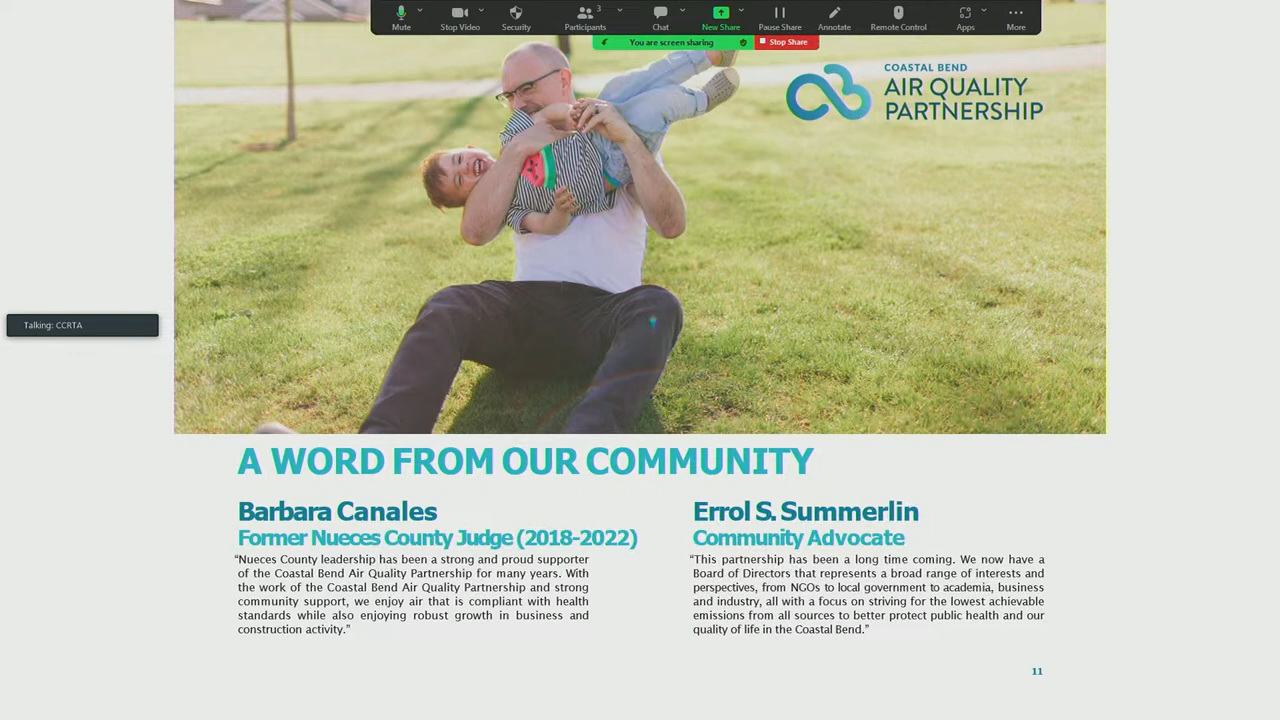 3
Mute
Stop Video
Security
Participants
Chat
New Share
Pause Share
Annotate
Remote Control
Apps
More
You are screen sharing
Stop Share
COASTAL BEND
AIR QUALITY
PARTNERSHIP
Talking: CCRTA
A WORD FROM OUR COMMUNITY
Barbara Canales
Former Nueces County Judge (2018-2022)
“Nueces County leadership has been a strong and proud supporter
of the Coastal Bend Air Quality Partnership for many years. With
the work of the Coastal Bend Air Quality Partnership and strong
community support, we enjoy air that is compliant with health
standards while also enjoying robust growth in business and
construction activity.”
Errol S. Summerlin
Community Advocate
“This partnership has been a long time coming. We now have a
Board of Directors that represents a broad range of interests and
perspectives, from NGOs to local government to academia, business
and industry, all with a focus on striving for the lowest achievable
emissions from all sources to better protect public health and our
quality of life in the Coastal Bend.”
11